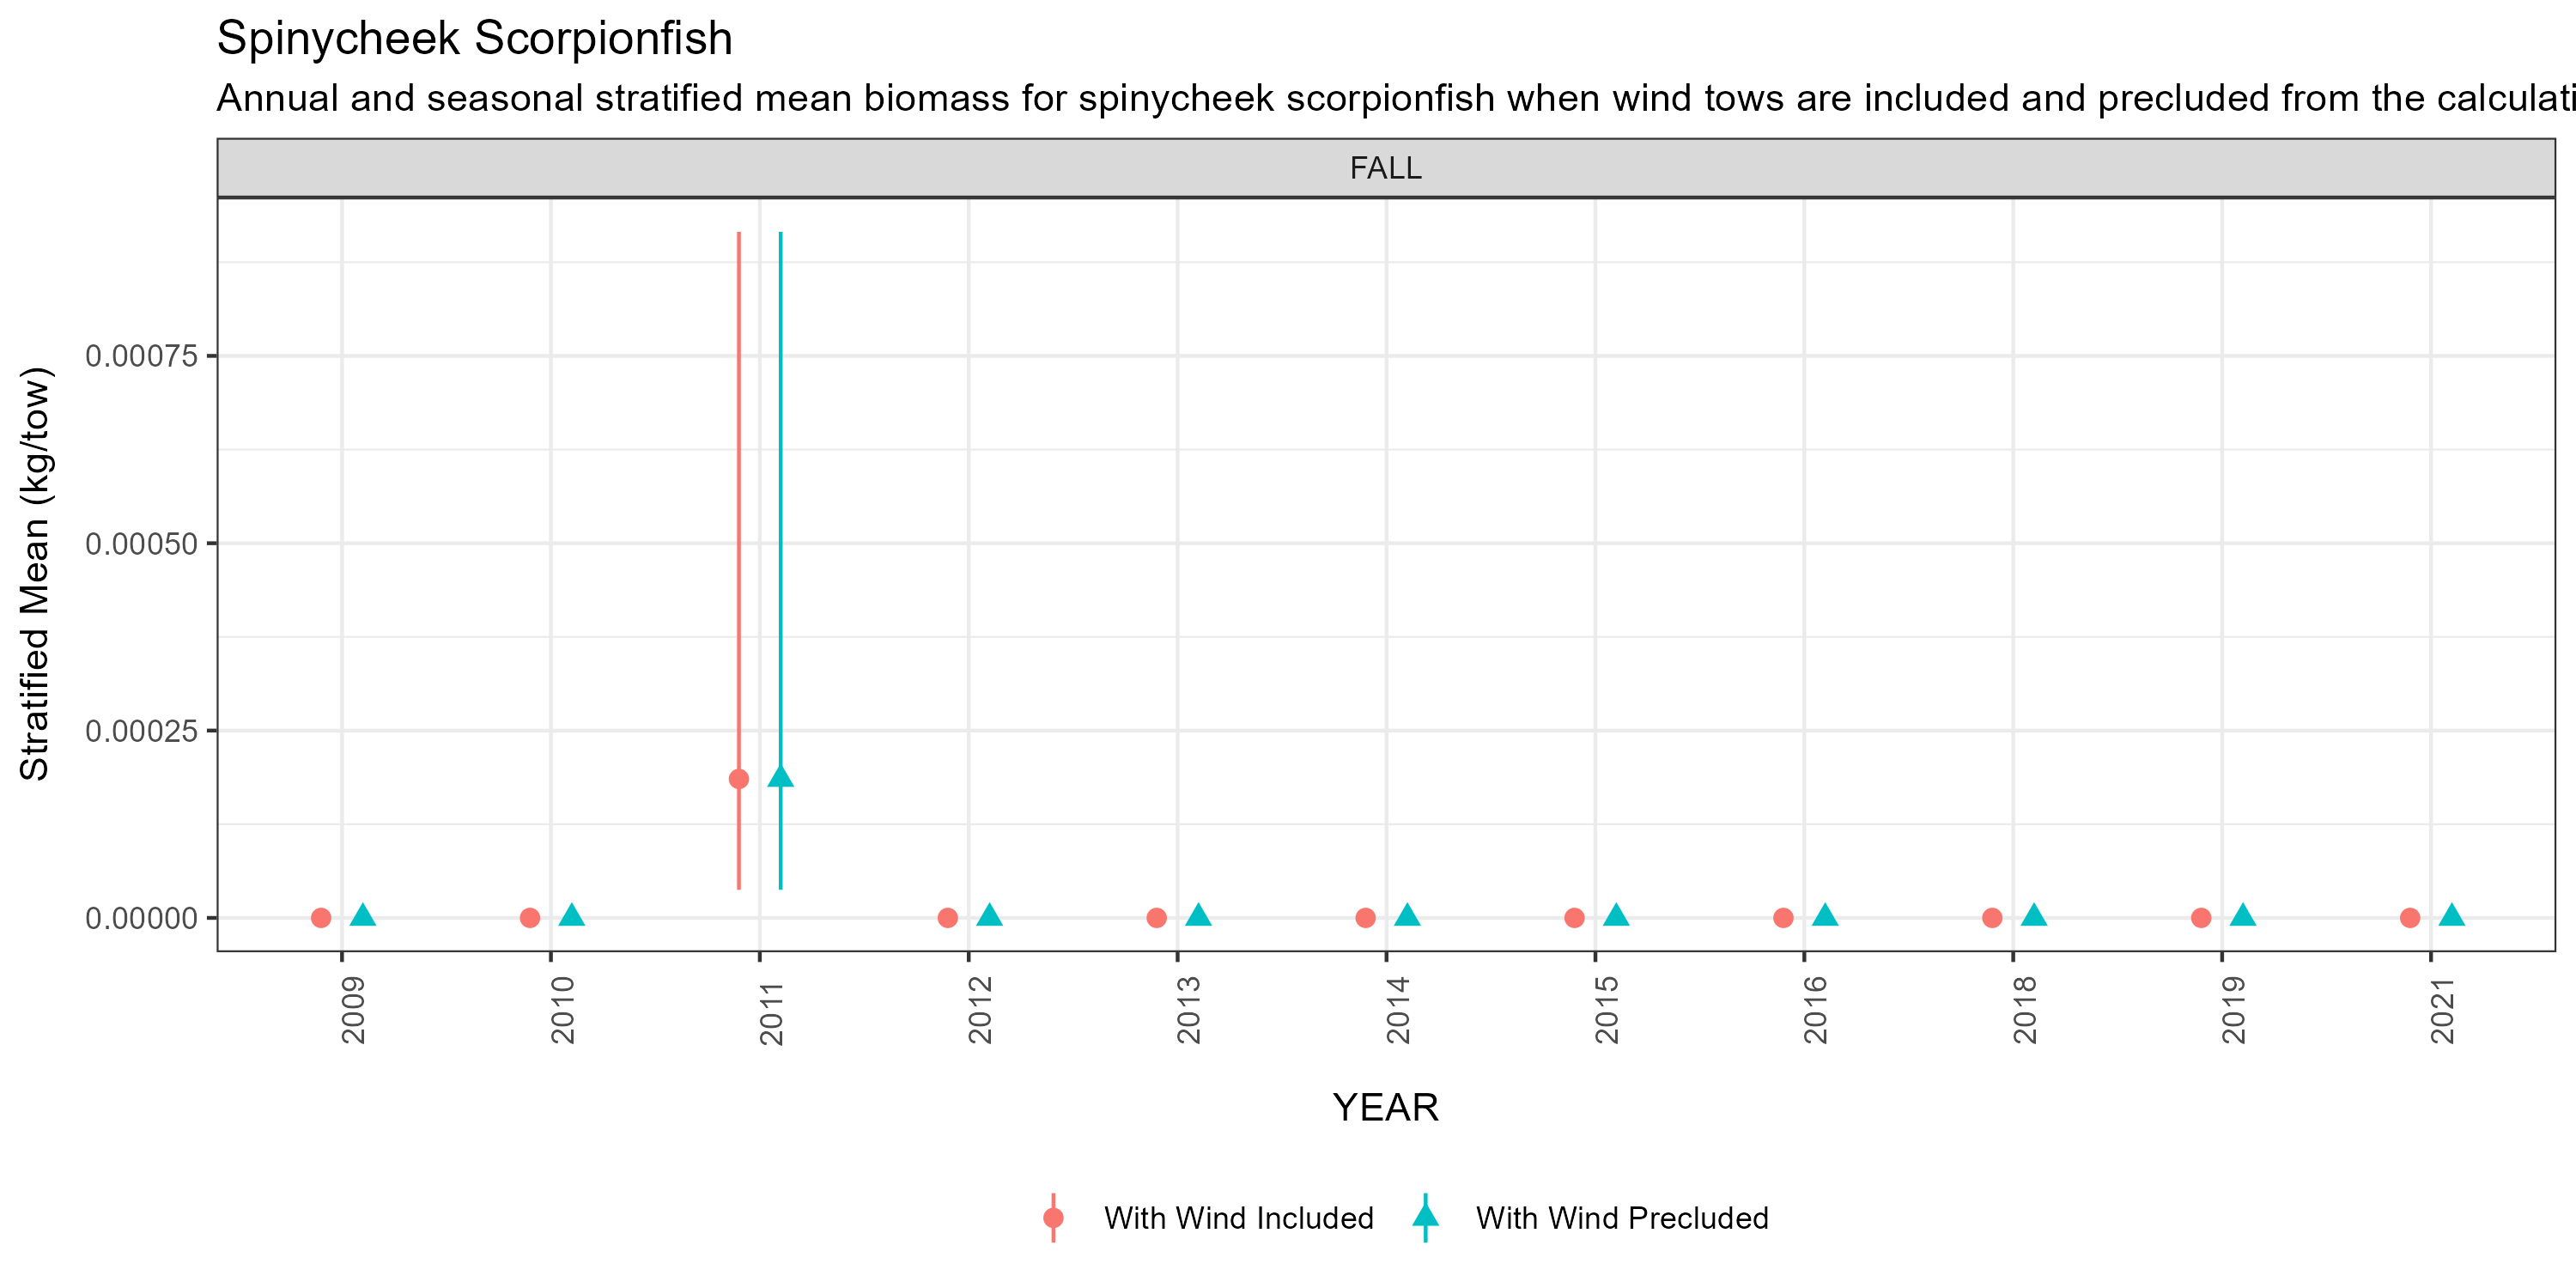 Spinycheek Scorpionfish
Annual and seasonal stratified mean biomass for spinycheek scorpionfish when wind tows are included and precluded from the calculati
FALL
Stratified Mean (kg/tow)
0.00075
0.00050
0.00025
0.00000
2009
2010
2011
2012
2013
2014
2015
2016
2018
2019
2021
YEAR
With Wind Included
With Wind Precluded